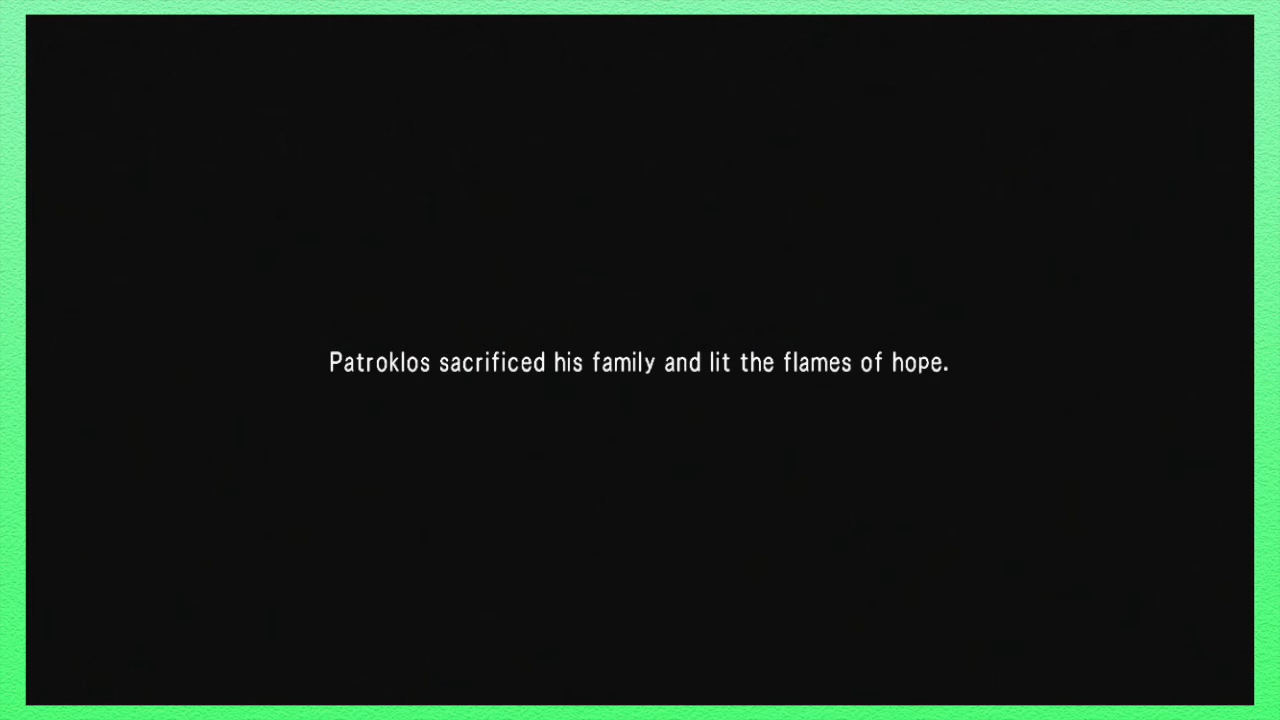 Patroklos sacrificed his family and lit the flames of hope.